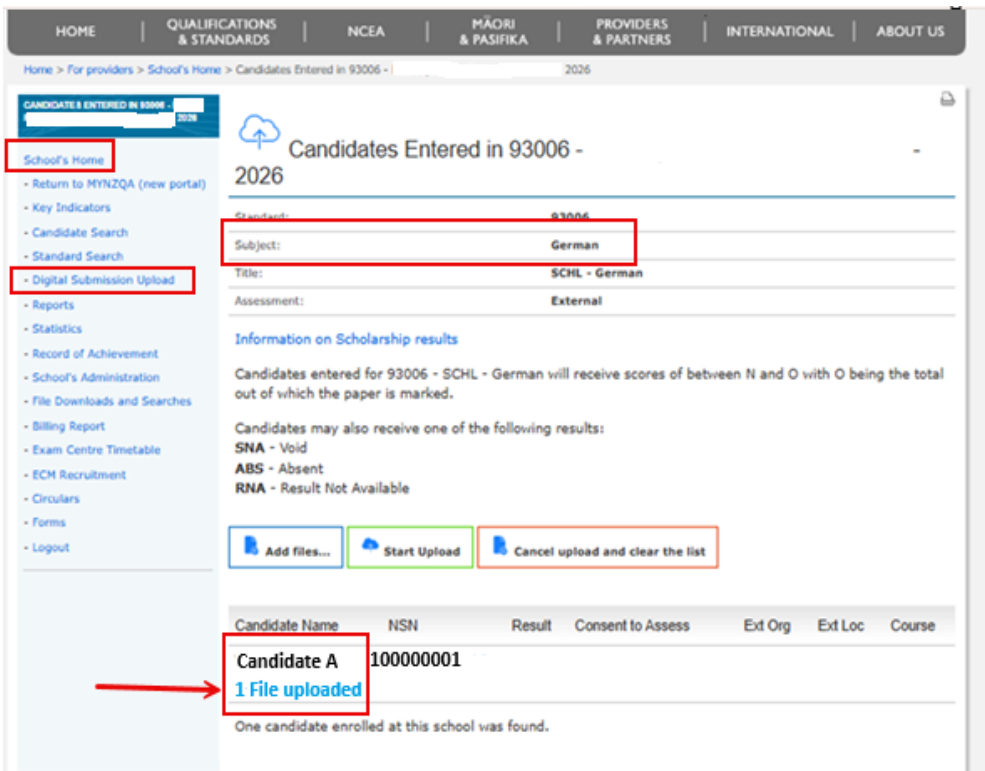 HOME
QUALIFICATIONS
& STANDARDS
NCEA
MĀORI
& PASIFIKA
PROVIDERS
& PARTNERS
INTERNATIONAL
ABOUT US
Home > For providers > School's Home > Candidates Entered in 93006 - 2026
CANDIDATES ENTERED IN 93006 -
2026
School's Home
- Return to MYNZQA (new portal)
- Key Indicators
- Candidate Search
- Standard Search
- Digital Submission Upload
- Reports
- Statistics
- Record of Achievement
- School's Administration
- File Downloads and Searches
- Billing Report
- Exam Centre Timetable
- ECM Recruitment
- Circulars
- Forms
- Logout
Candidates Entered in 93006 - -
2026
Standard: 93006
Subject: German
Title: SCHL - German
Assessment: External
Information on Scholarship results
Candidates entered for 93006 - SCHL - German will receive scores of between N and O with O being the total
out of which the paper is marked.
Candidates may also receive one of the following results:
SNA - Void
ABS - Absent
RNA - Result Not Available
Add files...
Start Upload
Cancel upload and clear the list
Candidate Name NSN Result Consent to Assess Ext Org Ext Loc Course
Candidate A 100000001
1 File uploaded
One candidate enrolled at this school was found.